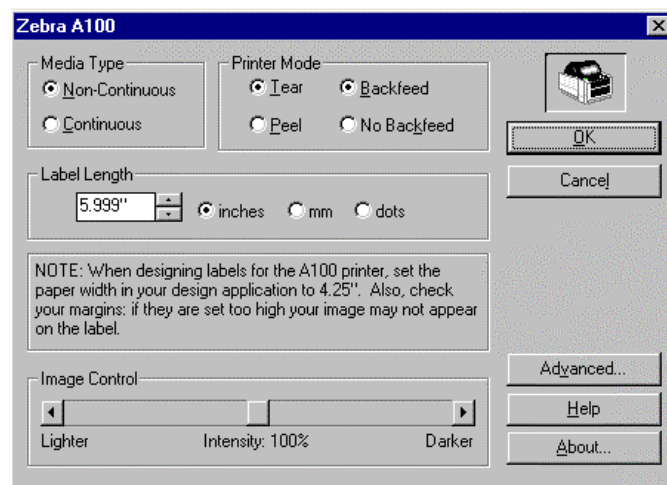 Zebra A100
Media Type
Non-Continuous
Continuous
Printer Mode
Tear
Backfeed
Peel
No Backfeed
OK
Cancel
Label Length
5.999"
inches
mm
dots
NOTE: When designing labels for the A100 printer, set the
paper width in your design application to 4.25". Also, check
your margins: if they are set too high your image may not appear
on the label.
Image Control
Lighter
Intensity: 100%
Darker
Advanced...
Help
About...